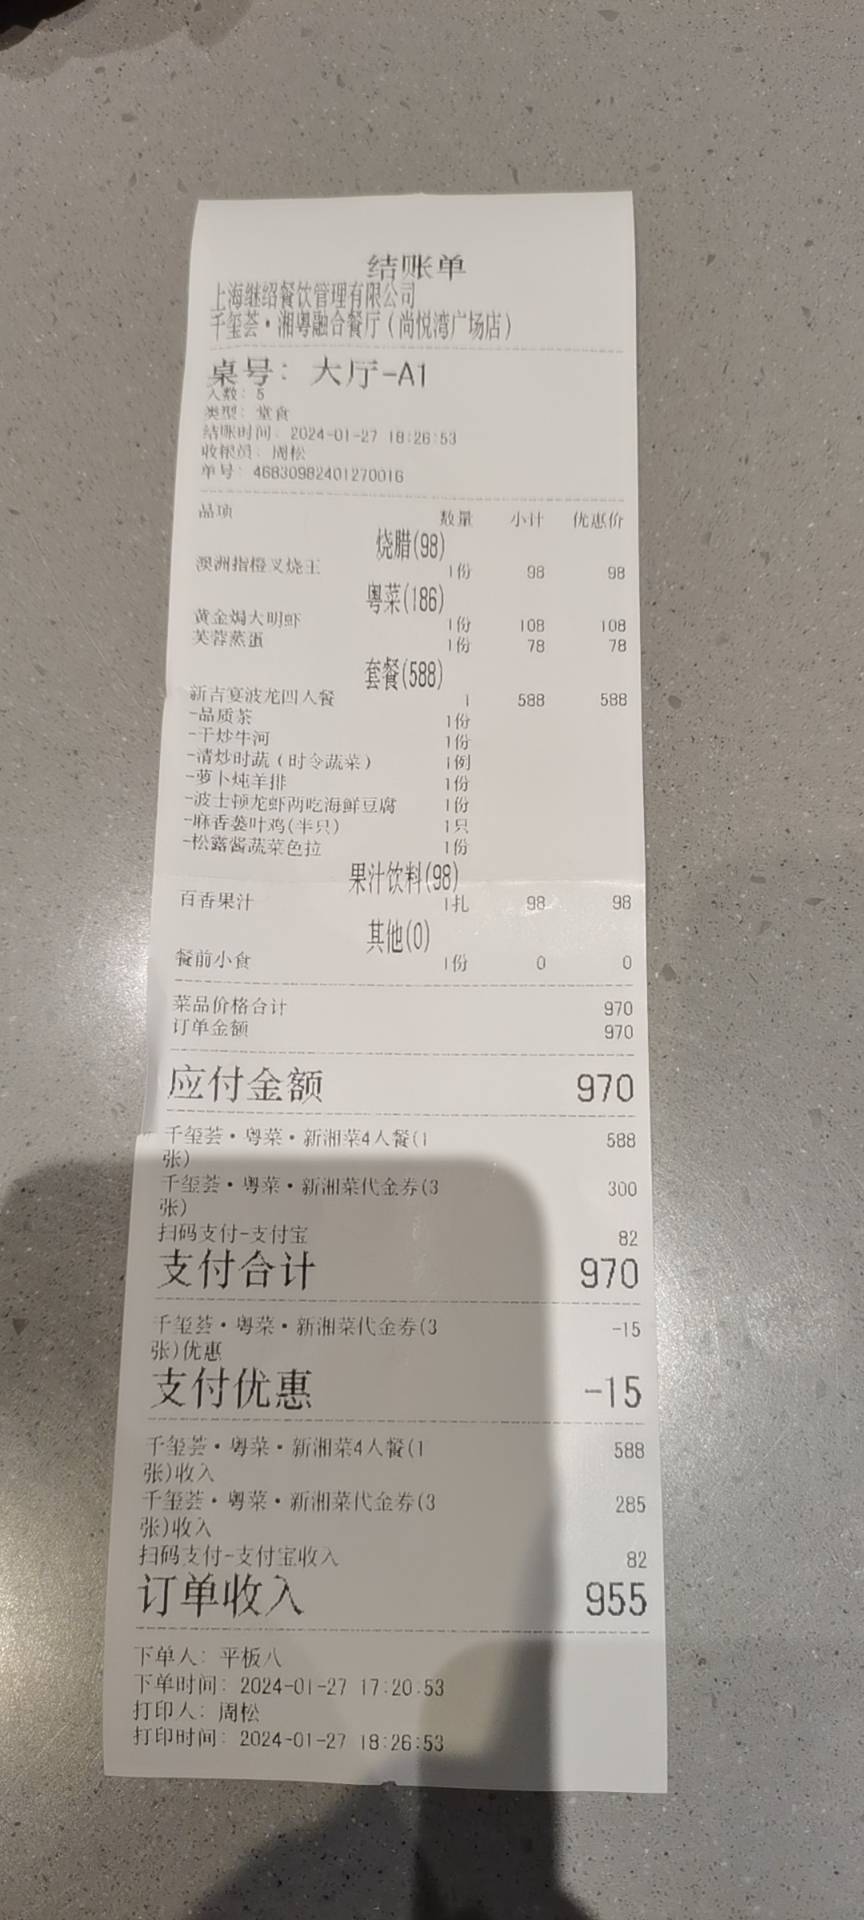 结账单
上海继绍餐饮管理有限公司
千玺荟·湘粤融合餐厅(尚悦湾广场店)
桌号: 大厅-A1
人数: 5
类型: 堂食
结账时间: 2024-01-27 18:26:53
收银员: 周松
单号: 46830982401270016
品项 数量 小计 优惠价
烧腊(98)
澳洲指橙叉烧王 1份 98 98
粤菜(186)
黄金焗大明虾 1份 108 108
芙蓉蒸蛋 1份 78 78
套餐(588)
新吉宴波龙四人餐 1 588 588
-品质茶 1份
-干炒牛河 1份
-清炒时蔬(时令蔬菜) 1例
-萝卜炖羊排 1份
-波士顿龙虾两吃海鲜豆腐 1份
-麻香蒌叶鸡(半只) 1只
-松露酱蔬菜色拉 1份
果汁饮料(98)
百香果汁 1扎 98 98
其他(0)
餐前小食 1份 0 0
菜品价格合计 970
订单金额 970
应付金额 970
千玺荟·粤菜·新湘菜4人餐(1 588
张)
千玺荟·粤菜·新湘菜代金券(3 300
张)
扫码支付-支付宝 82
支付合计 970
千玺荟·粤菜·新湘菜代金券(3 -15
张)优惠
支付优惠 -15
千玺荟·粤菜·新湘菜4人餐(1 588
张)收入
千玺荟·粤菜·新湘菜代金券(3 285
张)收入
扫码支付-支付宝收入 82
订单收入 955
下单人: 平板八
下单时间: 2024-01-27 17:20:53
打印人: 周松
打印时间: 2024-01-27 18:26:53